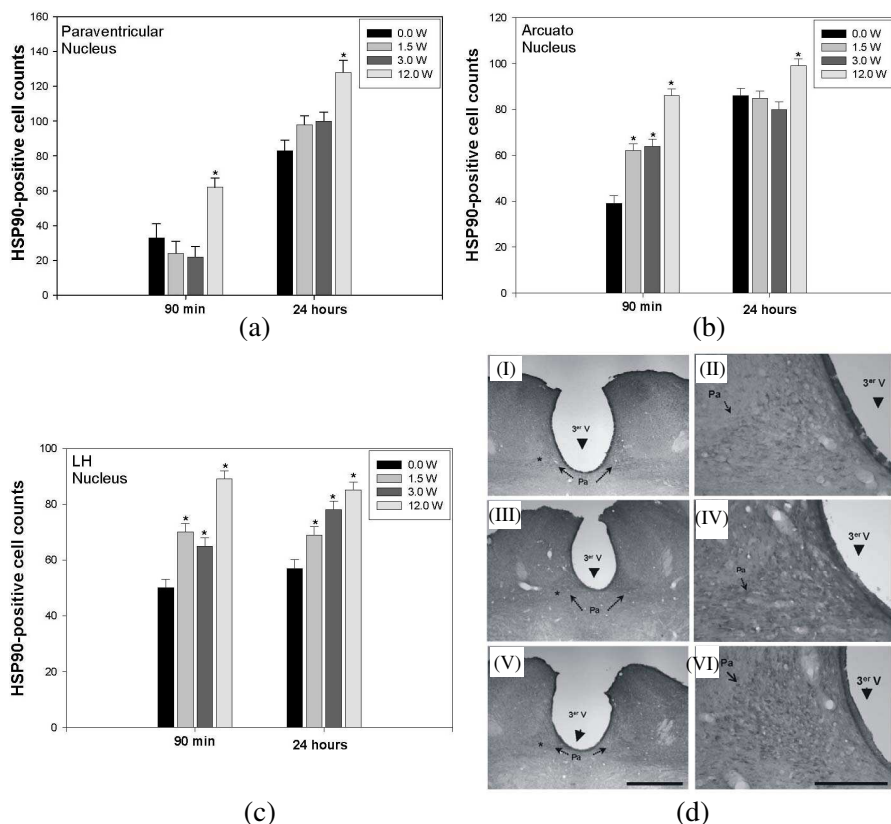 Paraventricular
Nucleus
0.0 W
1.5 W
3.0 W
12.0 W
HSP90-positive cell counts
160
140
120
100
80
60
40
20
0
*
*
90 min
24 hours
(a)
Arcuato
Nucleus
0.0 W
1.5 W
3.0 W
12.0 W
HSP90-positive cell counts
120
100
80
60
40
20
0
*
*
*
*
90 min
24 hours
(b)
LH
Nucleus
0.0 W
1.5 W
3.0 W
12.0 W
HSP90-positive cell counts
100
80
60
40
20
0
*
*
*
*
*
*
90 min
24 hours
(c)
(I)
3er V
*
Pa
(II)
Pa
3er V
(III)
3er V
*
Pa
(IV)
Pa
3er V
(V)
3er V
*
Pa
(VI)
Pa
3er V
(d)